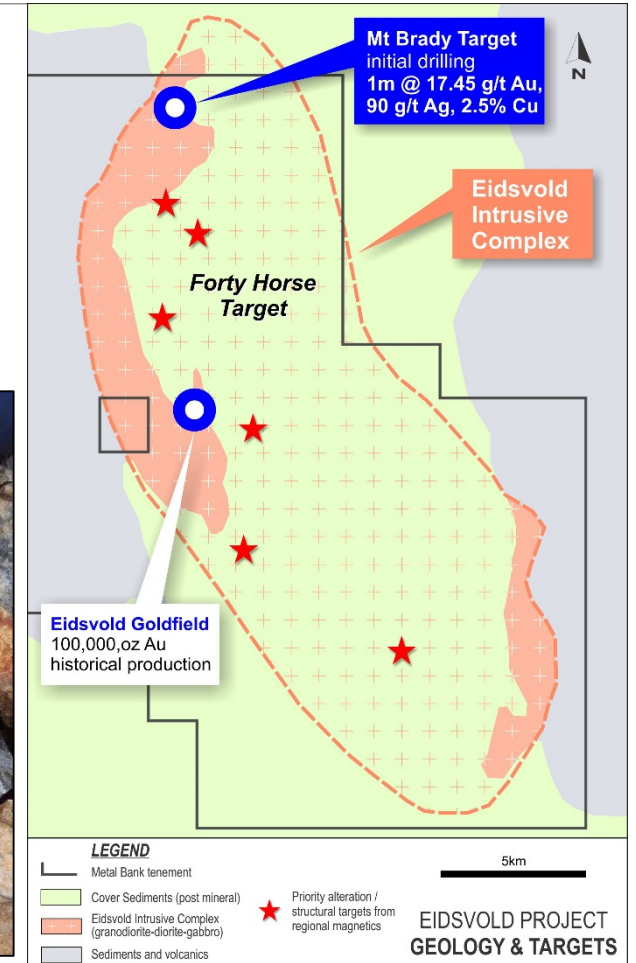 Mt Brady Target
initial drilling
1m @ 17.45 g/t Au,
90 g/t Ag, 2.5% Cu
N
Eidsvold
Intrusive
Complex
Forty Horse
Target
Eidsvold Goldfield
100,000,oz Au
historical production
LEGEND
Metal Bank tenement
Cover Sediments (post mineral)
Eidsvold Intrusive Complex
(granodiorite-diorite-gabbro)
Sediments and volcanics
Priority alteration /
structural targets from
regional magnetics
5km
EIDSVOLD PROJECT
GEOLOGY & TARGETS